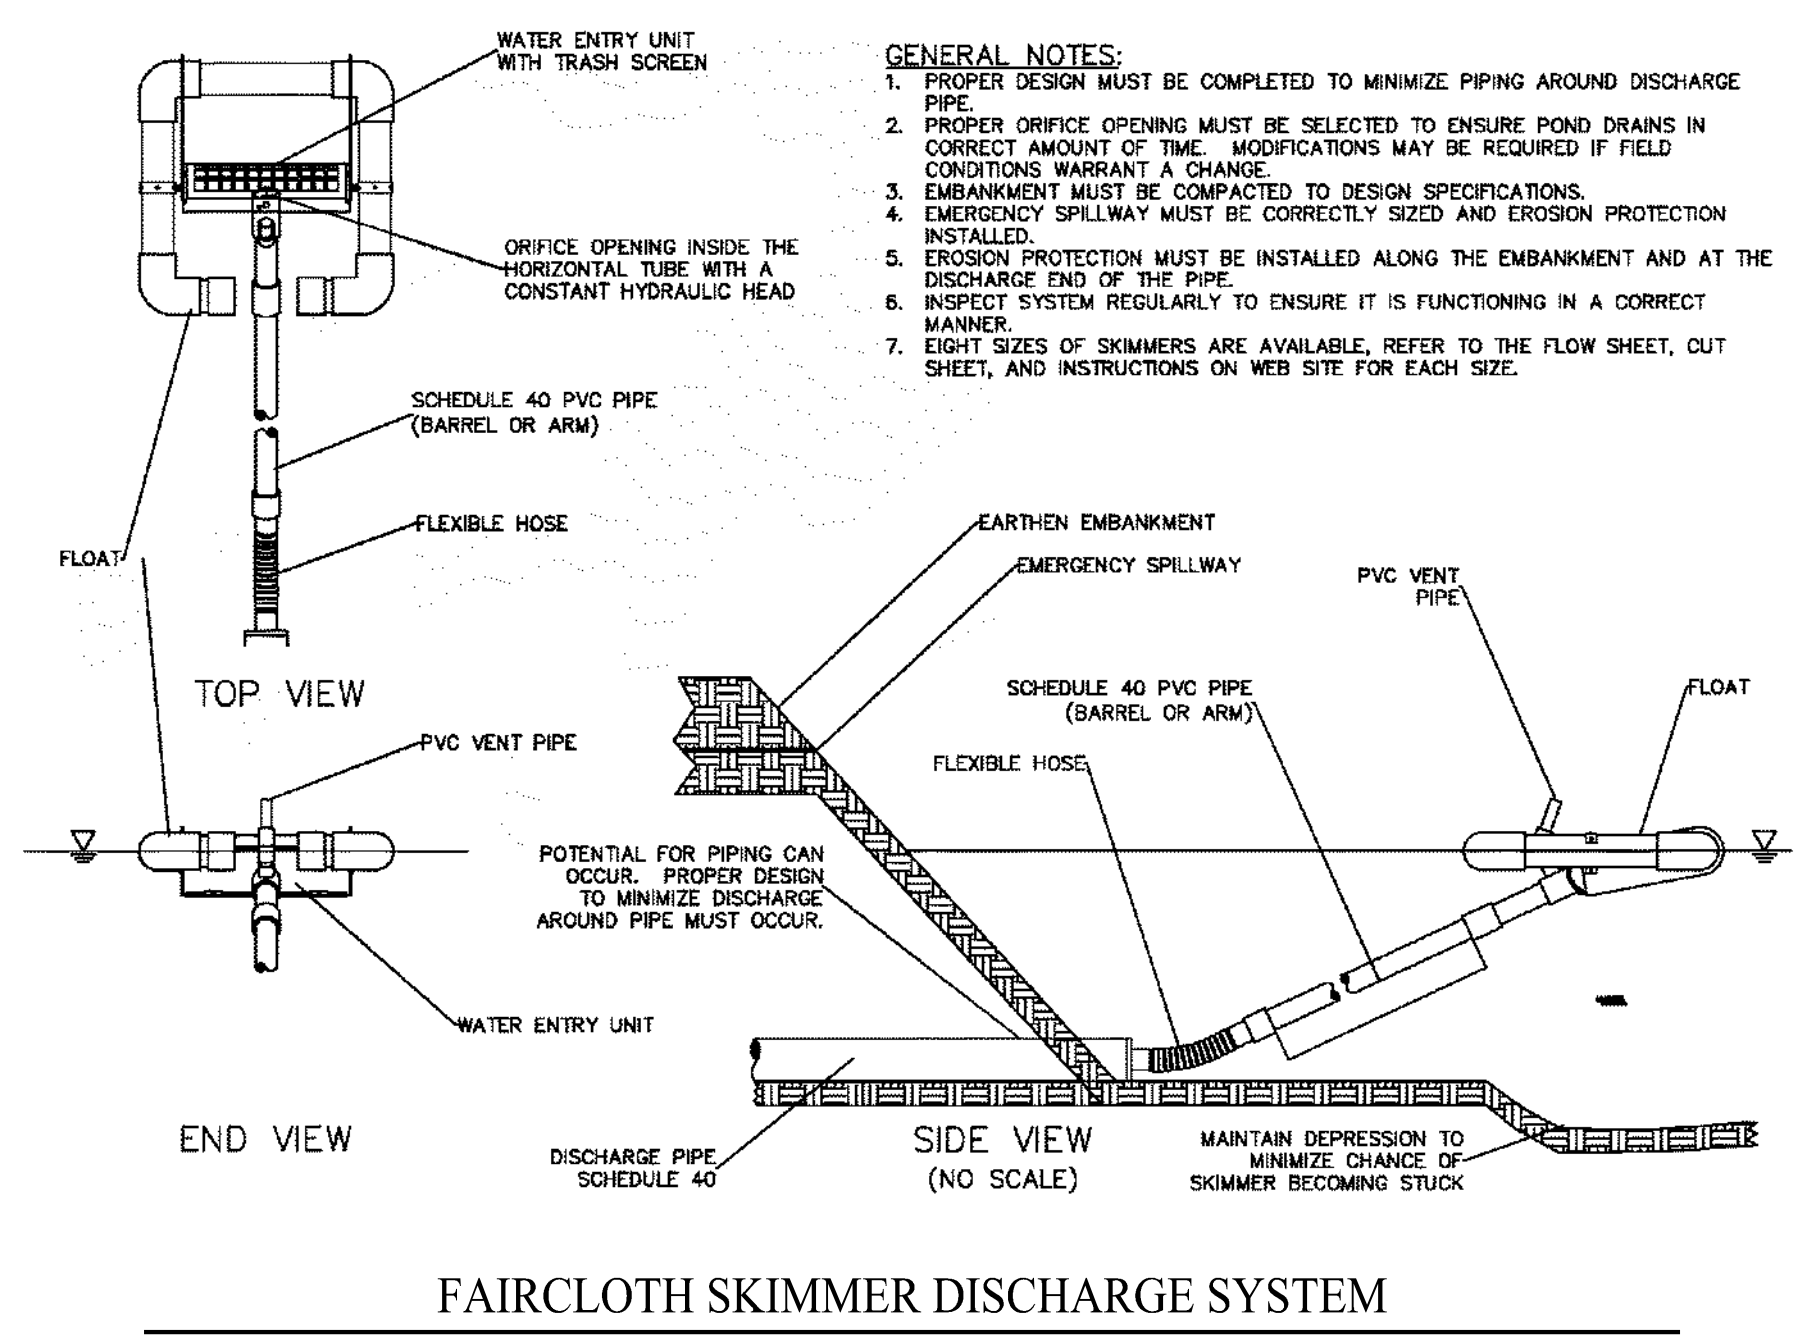 WATER ENTRY UNIT
WITH TRASH SCREEN
ORIFICE OPENING INSIDE THE
HORIZONTAL TUBE WITH A
CONSTANT HYDRAULIC HEAD
SCHEDULE 40 PVC PIPE
(BARREL OR ARM)
FLEXIBLE HOSE
FLOAT
TOP VIEW
GENERAL NOTES:
1. PROPER DESIGN MUST BE COMPLETED TO MINIMIZE PIPING AROUND DISCHARGE
PIPE.
2. PROPER ORIFICE OPENING MUST BE SELECTED TO ENSURE POND DRAINS IN
CORRECT AMOUNT OF TIME. MODIFICATIONS MAY BE REQUIRED IF FIELD
CONDITIONS WARRANT A CHANGE.
3. EMBANKMENT MUST BE COMPACTED TO DESIGN SPECIFICATIONS.
4. EMERGENCY SPILLWAY MUST BE CORRECTLY SIZED AND EROSION PROTECTION
INSTALLED.
5. EROSION PROTECTION MUST BE INSTALLED ALONG THE EMBANKMENT AND AT THE
DISCHARGE END OF THE PIPE.
6. INSPECT SYSTEM REGULARLY TO ENSURE IT IS FUNCTIONING IN A CORRECT
MANNER.
7. EIGHT SIZES OF SKIMMERS ARE AVAILABLE, REFER TO THE FLOW SHEET, CUT
SHEET, AND INSTRUCTIONS ON WEB SITE FOR EACH SIZE.
PVC VENT PIPE
WATER ENTRY UNIT
END VIEW
EARTHEN EMBANKMENT
EMERGENCY SPILLWAY
PVC VENT
PIPE
SCHEDULE 40 PVC PIPE
(BARREL OR ARM)
FLOAT
FLEXIBLE HOSE
POTENTIAL FOR PIPING CAN
OCCUR. PROPER DESIGN
TO MINIMIZE DISCHARGE
AROUND PIPE MUST OCCUR.
DISCHARGE PIPE
SCHEDULE 40
SIDE VIEW
(NO SCALE)
MAINTAIN DEPRESSION TO
MINIMIZE CHANCE OF
SKIMMER BECOMING STUCK
FAIRCLOTH SKIMMER DISCHARGE SYSTEM